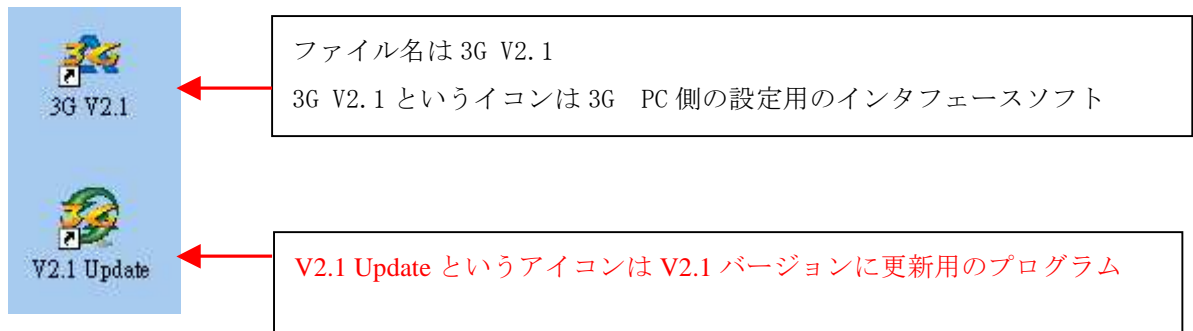 3G
3G V2.1
ファイル名は 3G V2.1
3G V2.1 というイコンは 3G　PC 側の設定用のインタフェースソフト
3G
V2.1 Update
V2.1 Update というアイコンは V2.1 バージョンに更新用のプログラム